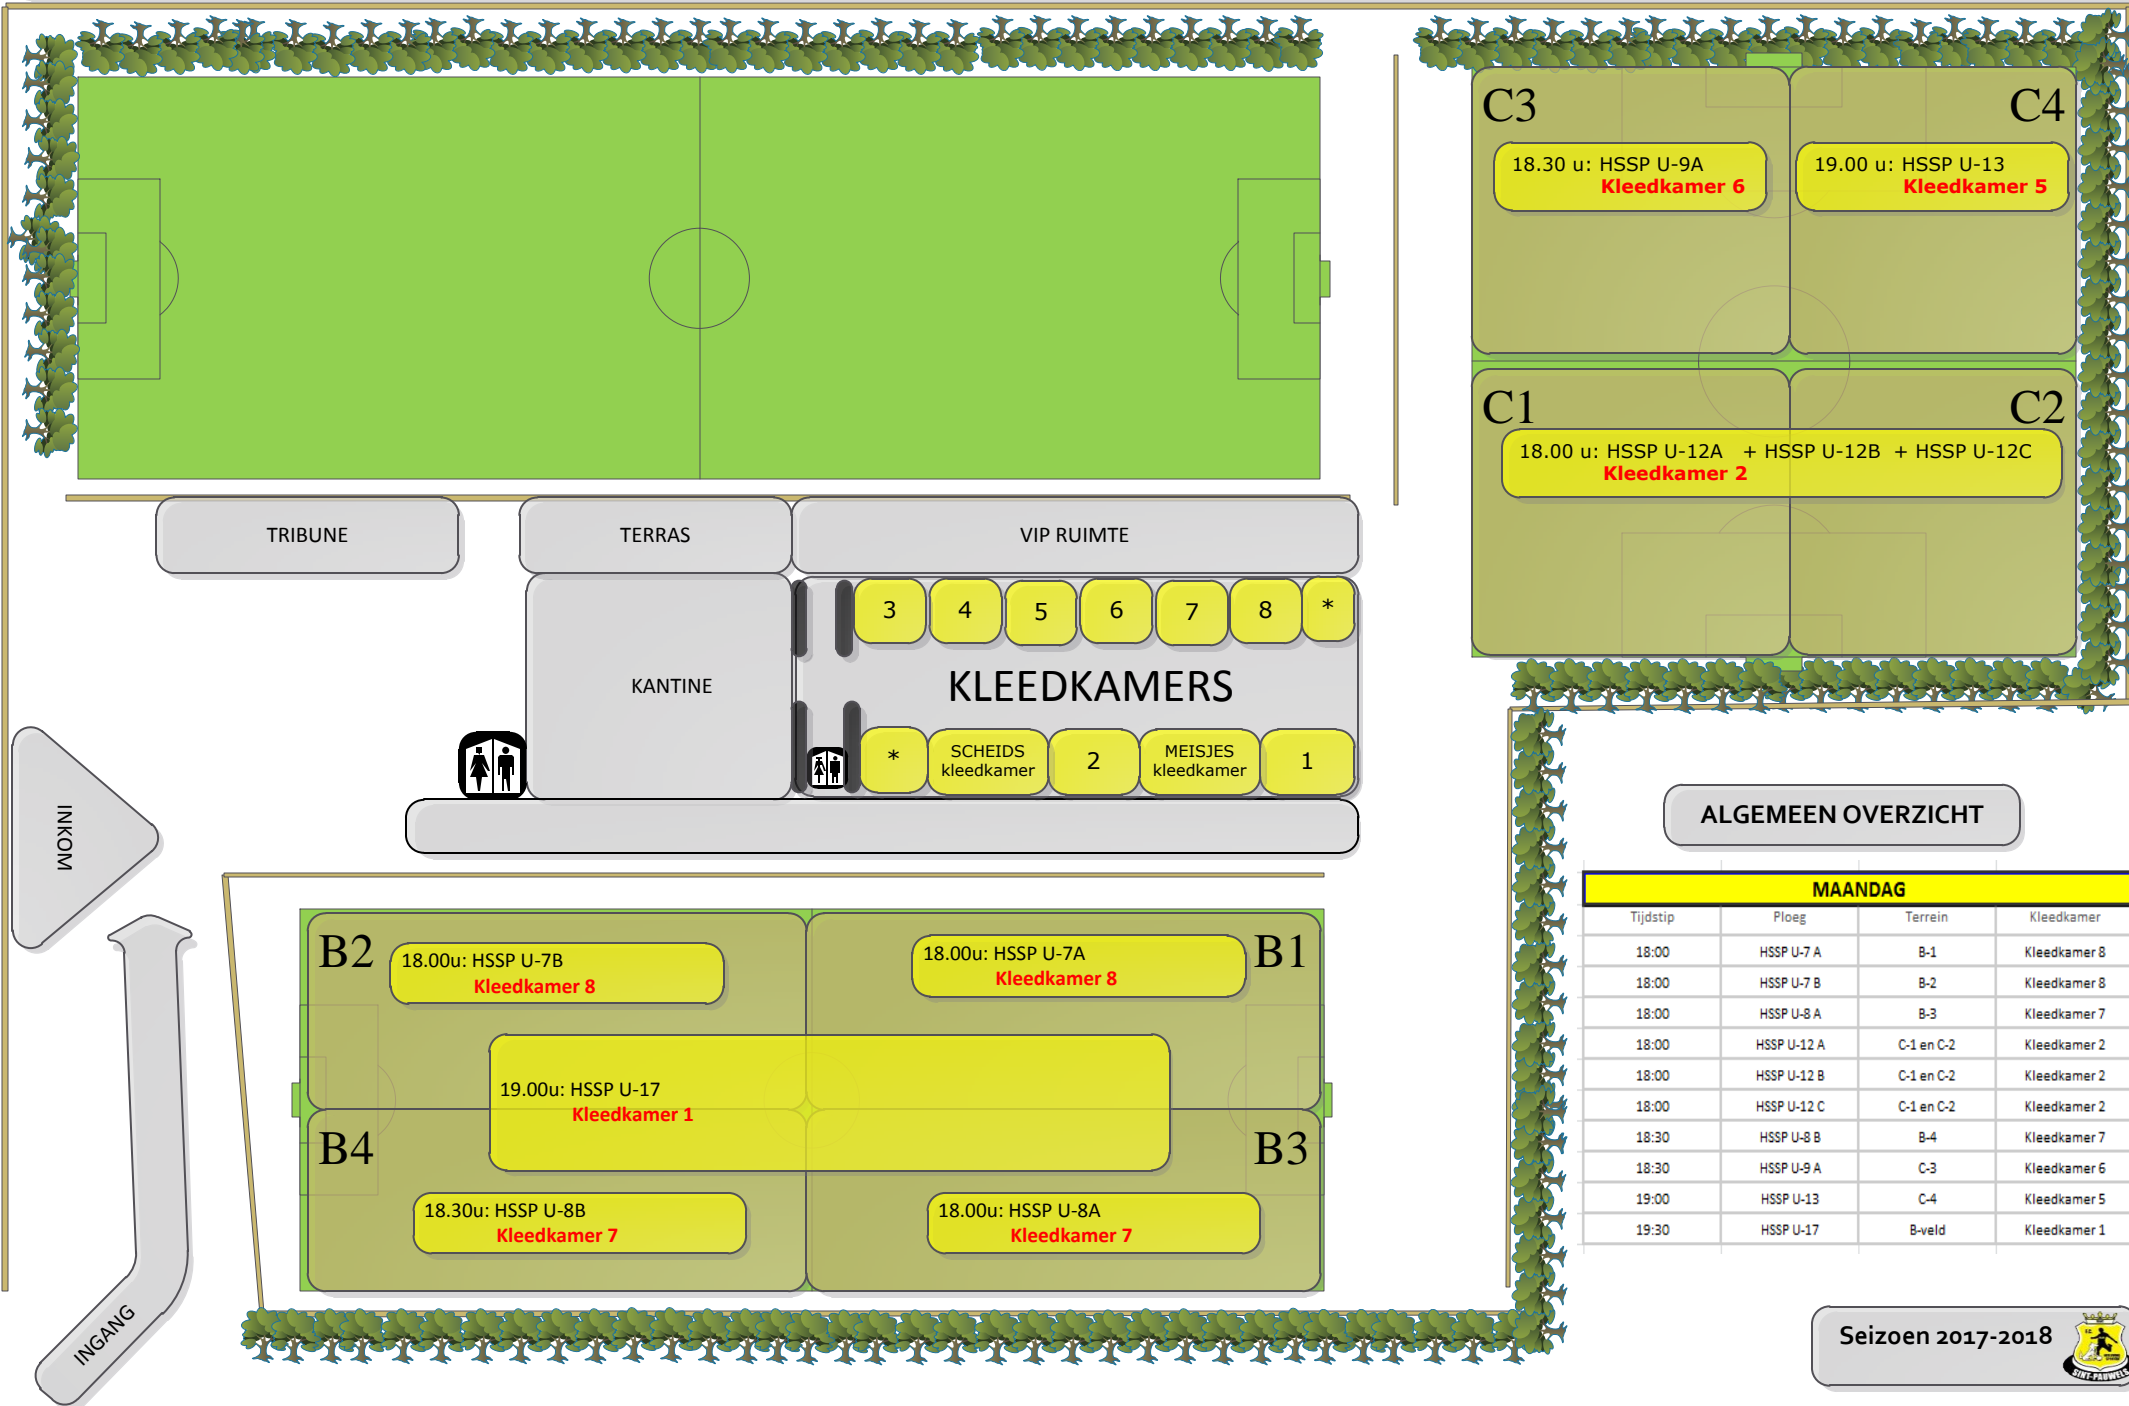 C3
C4
18.30 u: HSSP U-9A
Kleedkamer 6
19.00 u: HSSP U-13
Kleedkamer 5
C1
C2
18.00 u: HSSP U-12A + HSSP U-12B + HSSP U-12C
Kleedkamer 2
TRIBUNE
TERRAS
VIP RUIMTE
3 4 5 6 7 8 *
KANTINE
KLEEDKAMERS
*
SCHEIDS
kleedkamer
2
MEISJES
kleedkamer
1
INKOM
INGANG
B2
18.00u: HSSP U-7B
Kleedkamer 8
18.00u: HSSP U-7A
Kleedkamer 8
B1
19.00u: HSSP U-17
Kleedkamer 1
B4
B3
18.30u: HSSP U-8B
Kleedkamer 7
18.00u: HSSP U-8A
Kleedkamer 7
ALGEMEEN OVERZICHT
MAANDAG
Tijdstip Ploeg Terrein Kleedkamer
18:00 HSSP U-7 A B-1 Kleedkamer 8
18:00 HSSP U-7 B B-2 Kleedkamer 8
18:00 HSSP U-8 A B-3 Kleedkamer 7
18:00 HSSP U-12 A C-1 en C-2 Kleedkamer 2
18:00 HSSP U-12 B C-1 en C-2 Kleedkamer 2
18:00 HSSP U-12 C C-1 en C-2 Kleedkamer 2
18:30 HSSP U-8 B B-4 Kleedkamer 7
18:30 HSSP U-9 A C-3 Kleedkamer 6
19:00 HSSP U-13 C-4 Kleedkamer 5
19:30 HSSP U-17 B-veld Kleedkamer 1
Seizoen 2017-2018
SINT-PAUWELS